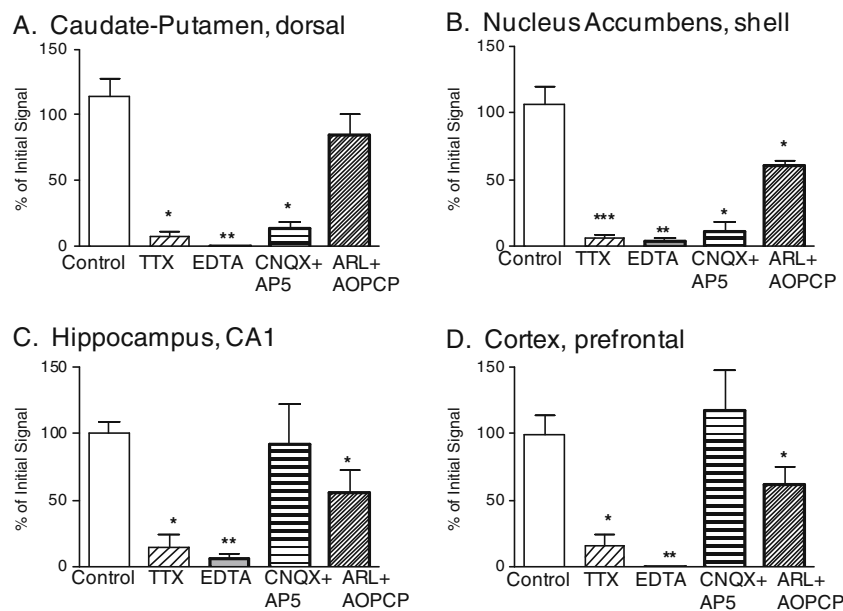 A. Caudate-Putamen, dorsal
% of Initial Signal
150
100
50
0
*
**
*
Control TTX EDTA CNQX+ AP5 ARL+ AOPCP
B. Nucleus Accumbens, shell
% of Initial Signal
150
100
50
0
***
**
*
*
Control TTX EDTA CNQX+ AP5 ARL+ AOPCP
C. Hippocampus, CA1
% of Initial Signal
150
100
50
0
*
**
*
Control TTX EDTA CNQX+ AP5 ARL+ AOPCP
D. Cortex, prefrontal
% of Initial Signal
150
100
50
0
*
**
*
Control TTX EDTA CNQX+ AP5 ARL+ AOPCP